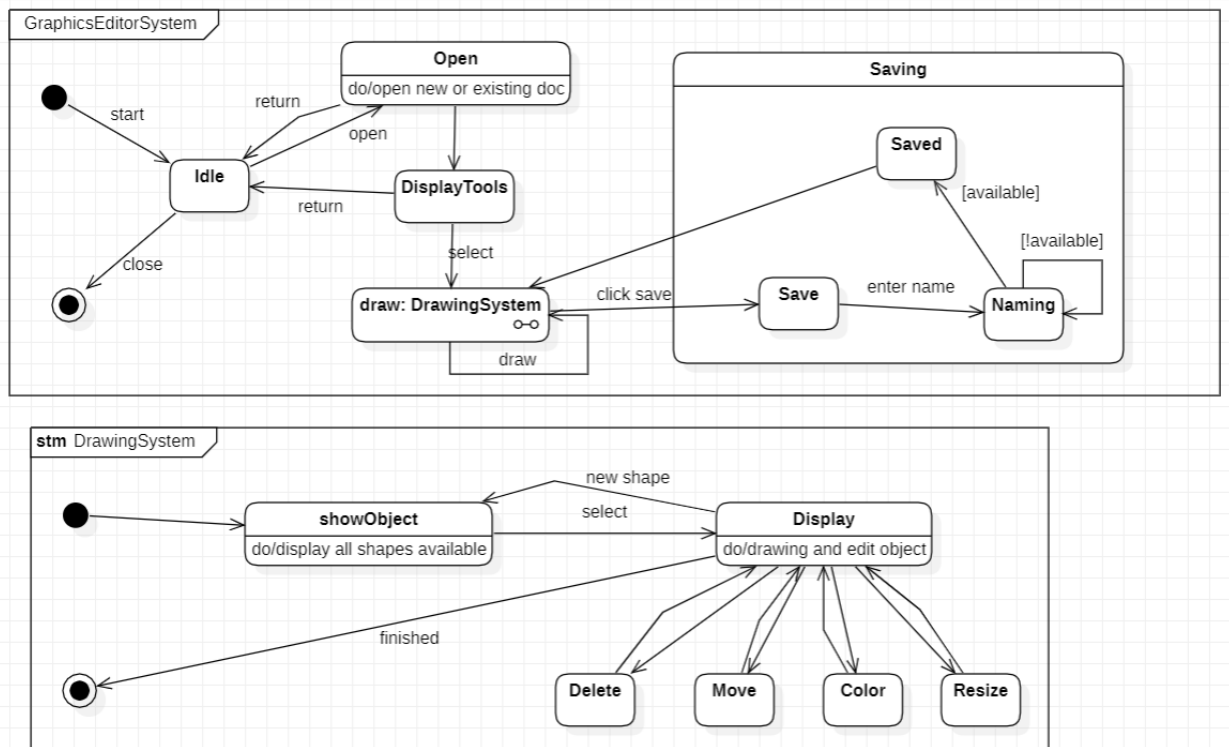 GraphicsEditorSystem
Open
do/open new or existing doc
Saving
return
start
open
Saved
Idle
DisplayTools
[available]
return
[!available]
select
close
enter name
click save
Save
draw: DrawingSystem
Naming
draw
stm DrawingSystem
new shape
showObject
select
Display
do/display all shapes available
do/drawing and edit object
finished
Delete
Move
Color
Resize